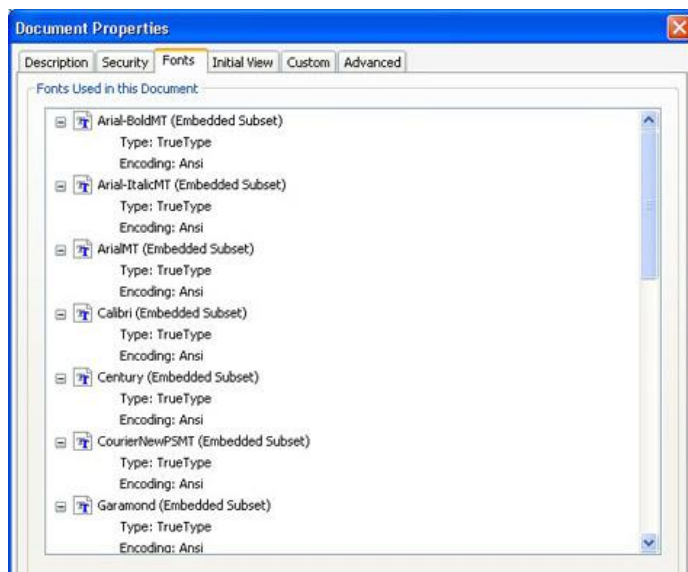 Document Properties
Description Security Fonts Initial View Custom Advanced
Fonts Used in this Document
Arial-BoldMT (Embedded Subset)
Type: TrueType
Encoding: Ansi
Arial-ItalicMT (Embedded Subset)
Type: TrueType
Encoding: Ansi
ArialMT (Embedded Subset)
Type: TrueType
Encoding: Ansi
Calibri (Embedded Subset)
Type: TrueType
Encoding: Ansi
Century (Embedded Subset)
Type: TrueType
Encoding: Ansi
CourierNewPSMT (Embedded Subset)
Type: TrueType
Encoding: Ansi
Garamond (Embedded Subset)
Type: TrueType
Encoding: Ansi